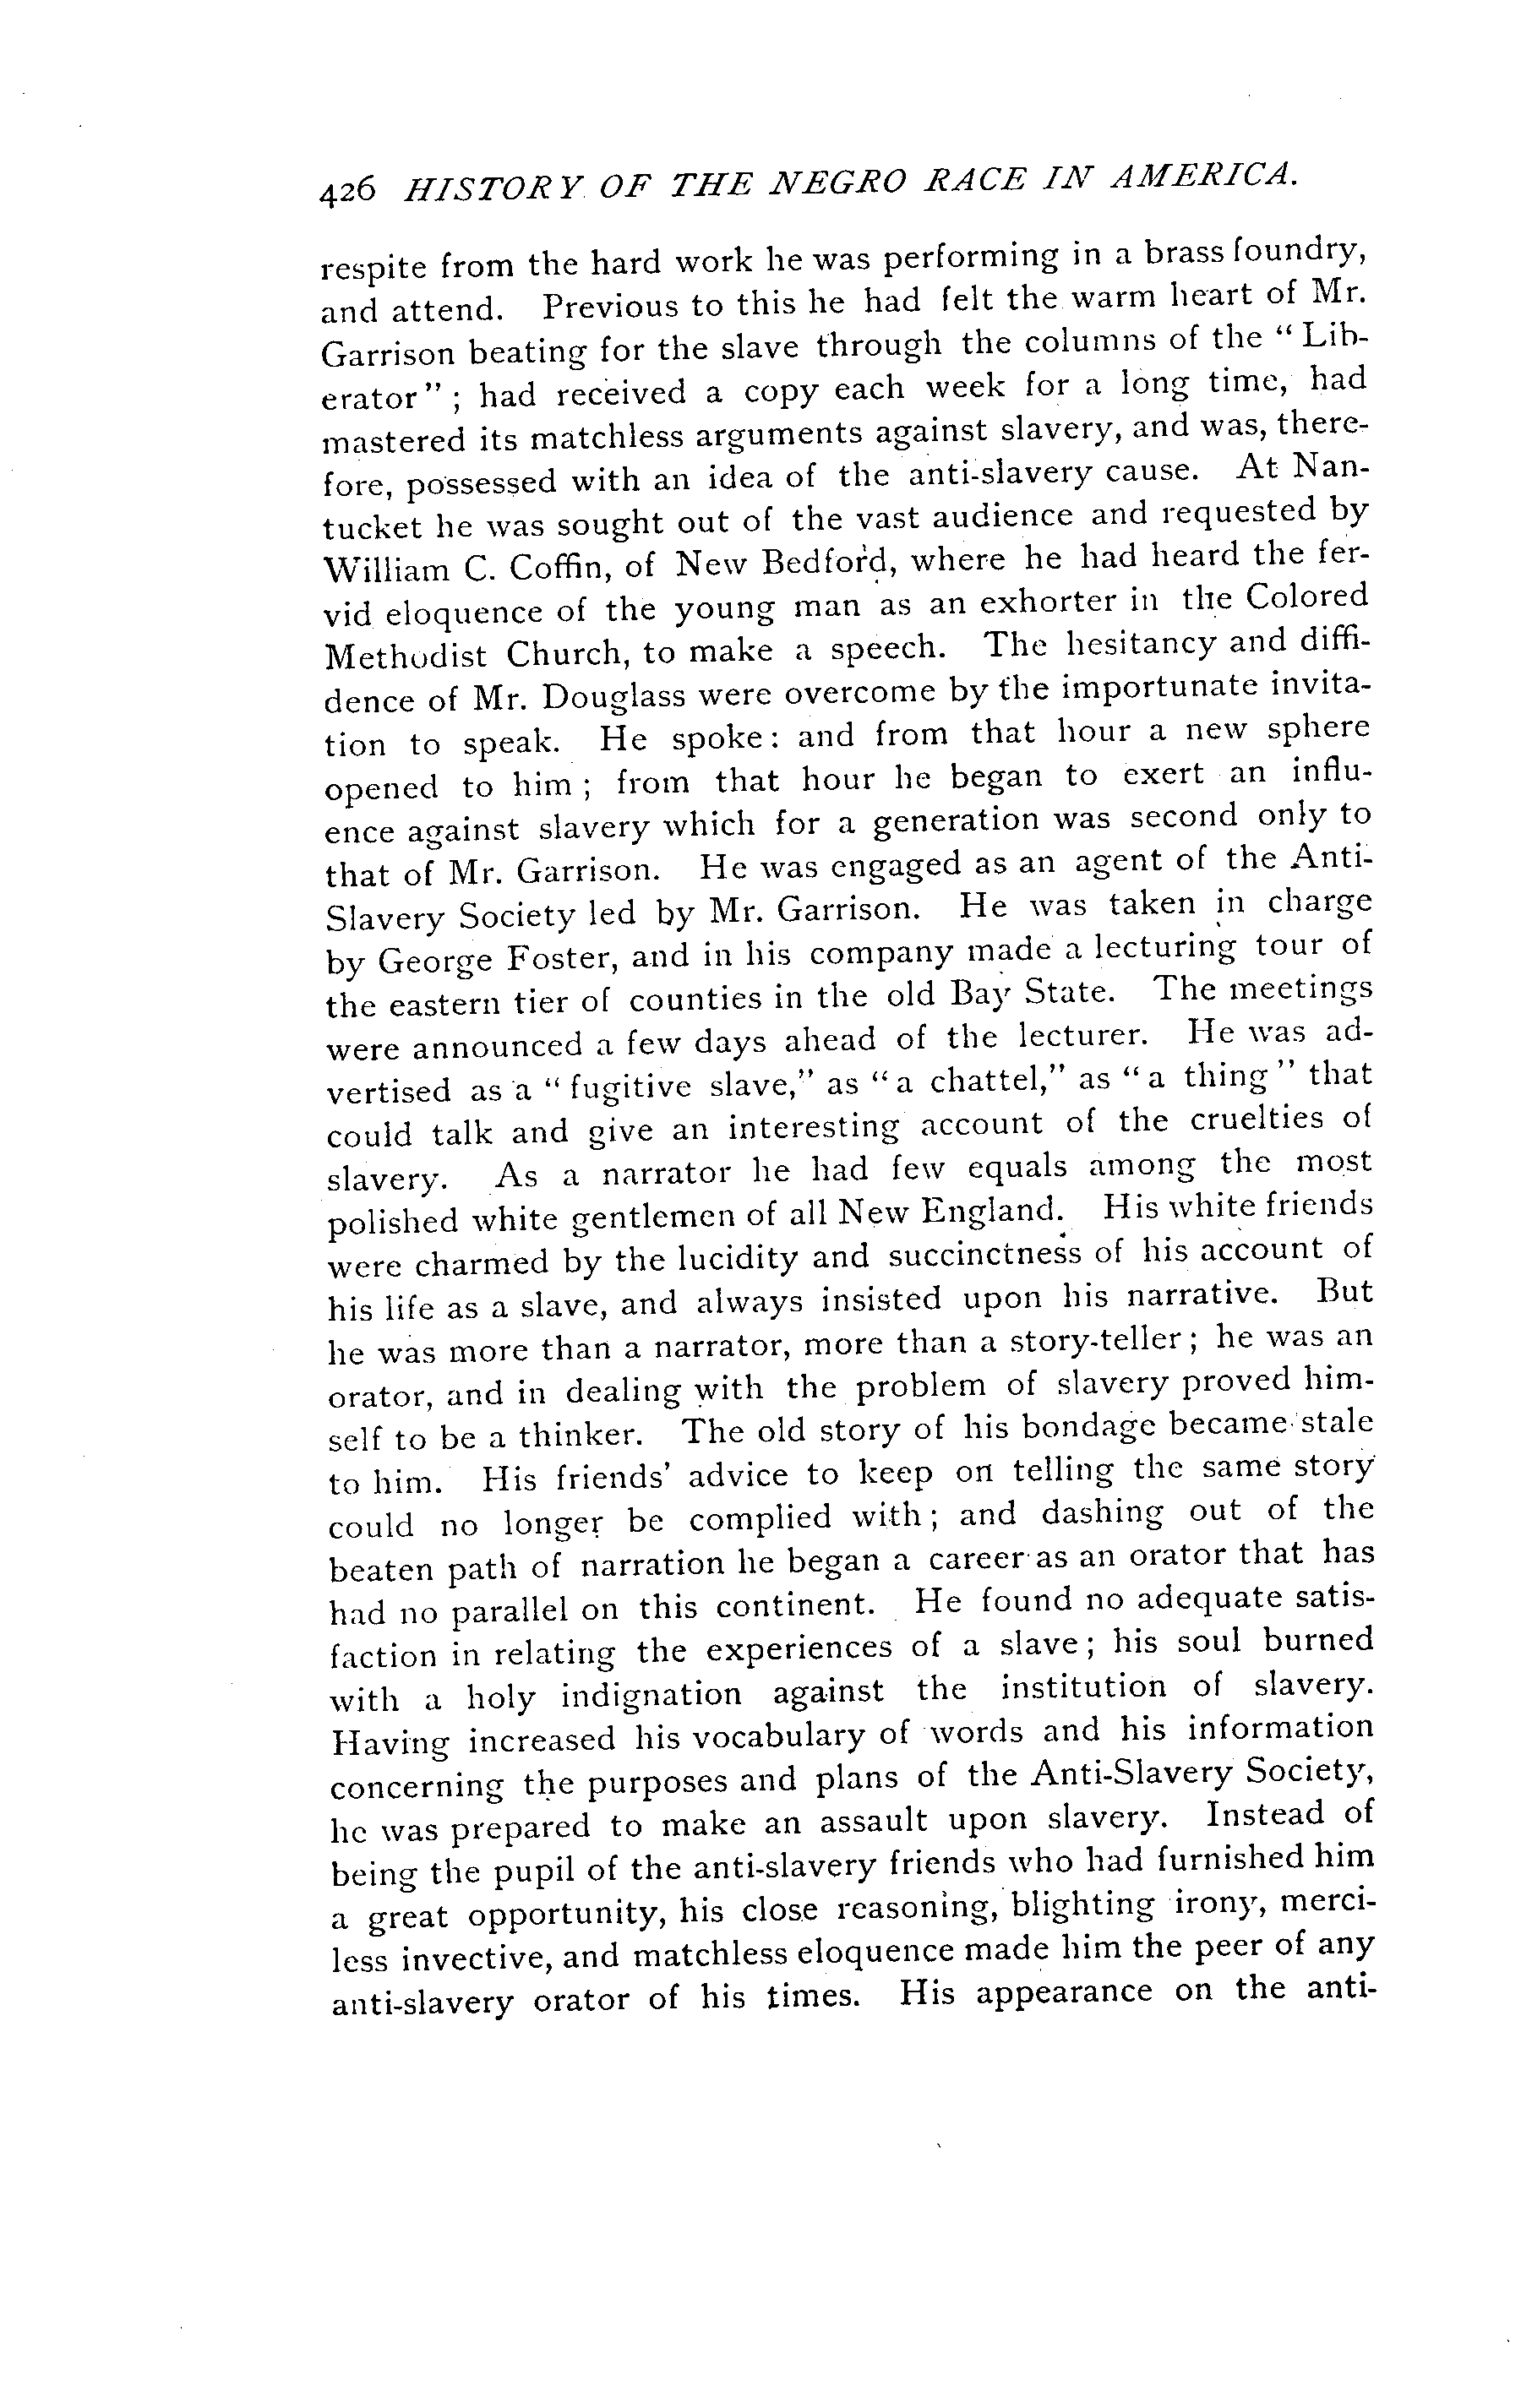 426 HISTORY OF THE NEGRO RACE IN AMERICA.
respite from the hard work he was performing in a brass foundry,
and attend. Previous to this he had felt the warm heart of Mr.
Garrison beating for the slave through the columns of the “ Lib-
erator ” ; had received a copy each week for a long time, had
mastered its matchless arguments against slavery, and was, there-
fore, possessed with an idea of the anti-slavery cause. At Nan-
tucket he was sought out of the vast audience and requested by
William C. Coffin, of New Bedford, where he had heard the fer-
vid eloquence of the young man as an exhorter in the Colored
Methodist Church, to make a speech. The hesitancy and diffi-
dence of Mr. Douglass were overcome by the importunate invita-
tion to speak. He spoke : and from that hour a new sphere
opened to him ; from that hour he began to exert an influ-
ence against slavery which for a generation was second only to
that of Mr. Garrison. He was engaged as an agent of the Anti-
Slavery Society led by Mr. Garrison. He was taken in charge
by George Foster, and in his company made a lecturing tour of
the eastern tier of counties in the old Bay State. The meetings
were announced a few days ahead of the lecturer. He was ad-
vertised as a “ fugitive slave,” as “ a chattel,” as “ a thing ” that
could talk and give an interesting account of the cruelties of
slavery. As a narrator he had few equals among the most
polished white gentlemen of all New England. His white friends
were charmed by the lucidity and succinctness of his account of
his life as a slave, and always insisted upon his narrative. But
he was more than a narrator, more than a story-teller ; he was an
orator, and in dealing with the problem of slavery proved him-
self to be a thinker. The old story of his bondage became stale
to him. His friends’ advice to keep on telling the same story
could no longer be complied with ; and dashing out of the
beaten path of narration he began a career as an orator that has
had no parallel on this continent. He found no adequate satis-
faction in relating the experiences of a slave ; his soul burned
with a holy indignation against the institution of slavery.
Having increased his vocabulary of words and his information
concerning the purposes and plans of the Anti-Slavery Society,
he was prepared to make an assault upon slavery. Instead of
being the pupil of the anti-slavery friends who had furnished him
a great opportunity, his close reasoning, blighting irony, merci-
less invective, and matchless eloquence made him the peer of any
anti-slavery orator of his times. His appearance on the anti-